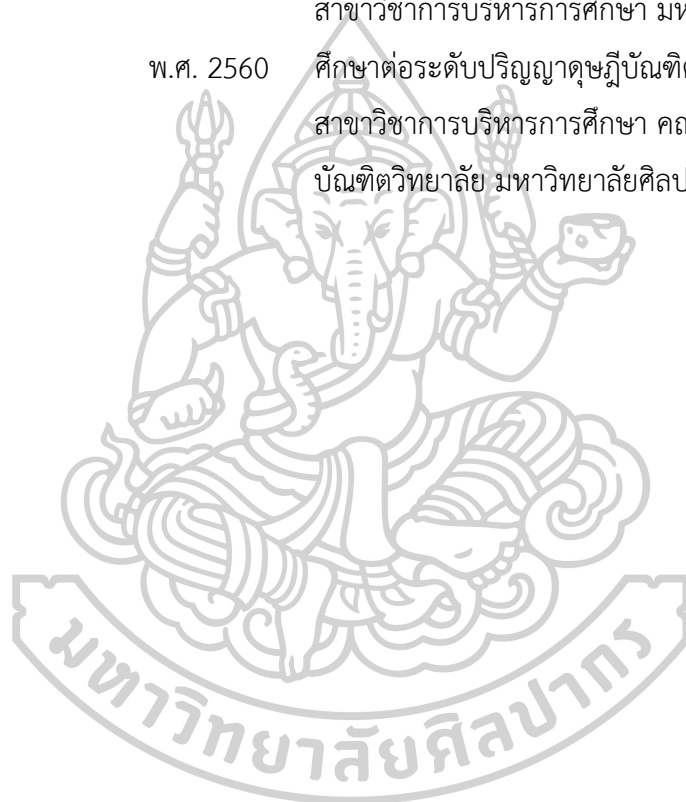 สาขาวิชาการบริหารการศึกษา
พ.ศ. 2560 ศึกษาต่อระดับปริญญาดุษฎีบัณฑิต
สาขาวิชาการบริหารการศึกษา
บัณฑิตวิทยาลัย
มหาวิทยาลัยศิลปากร